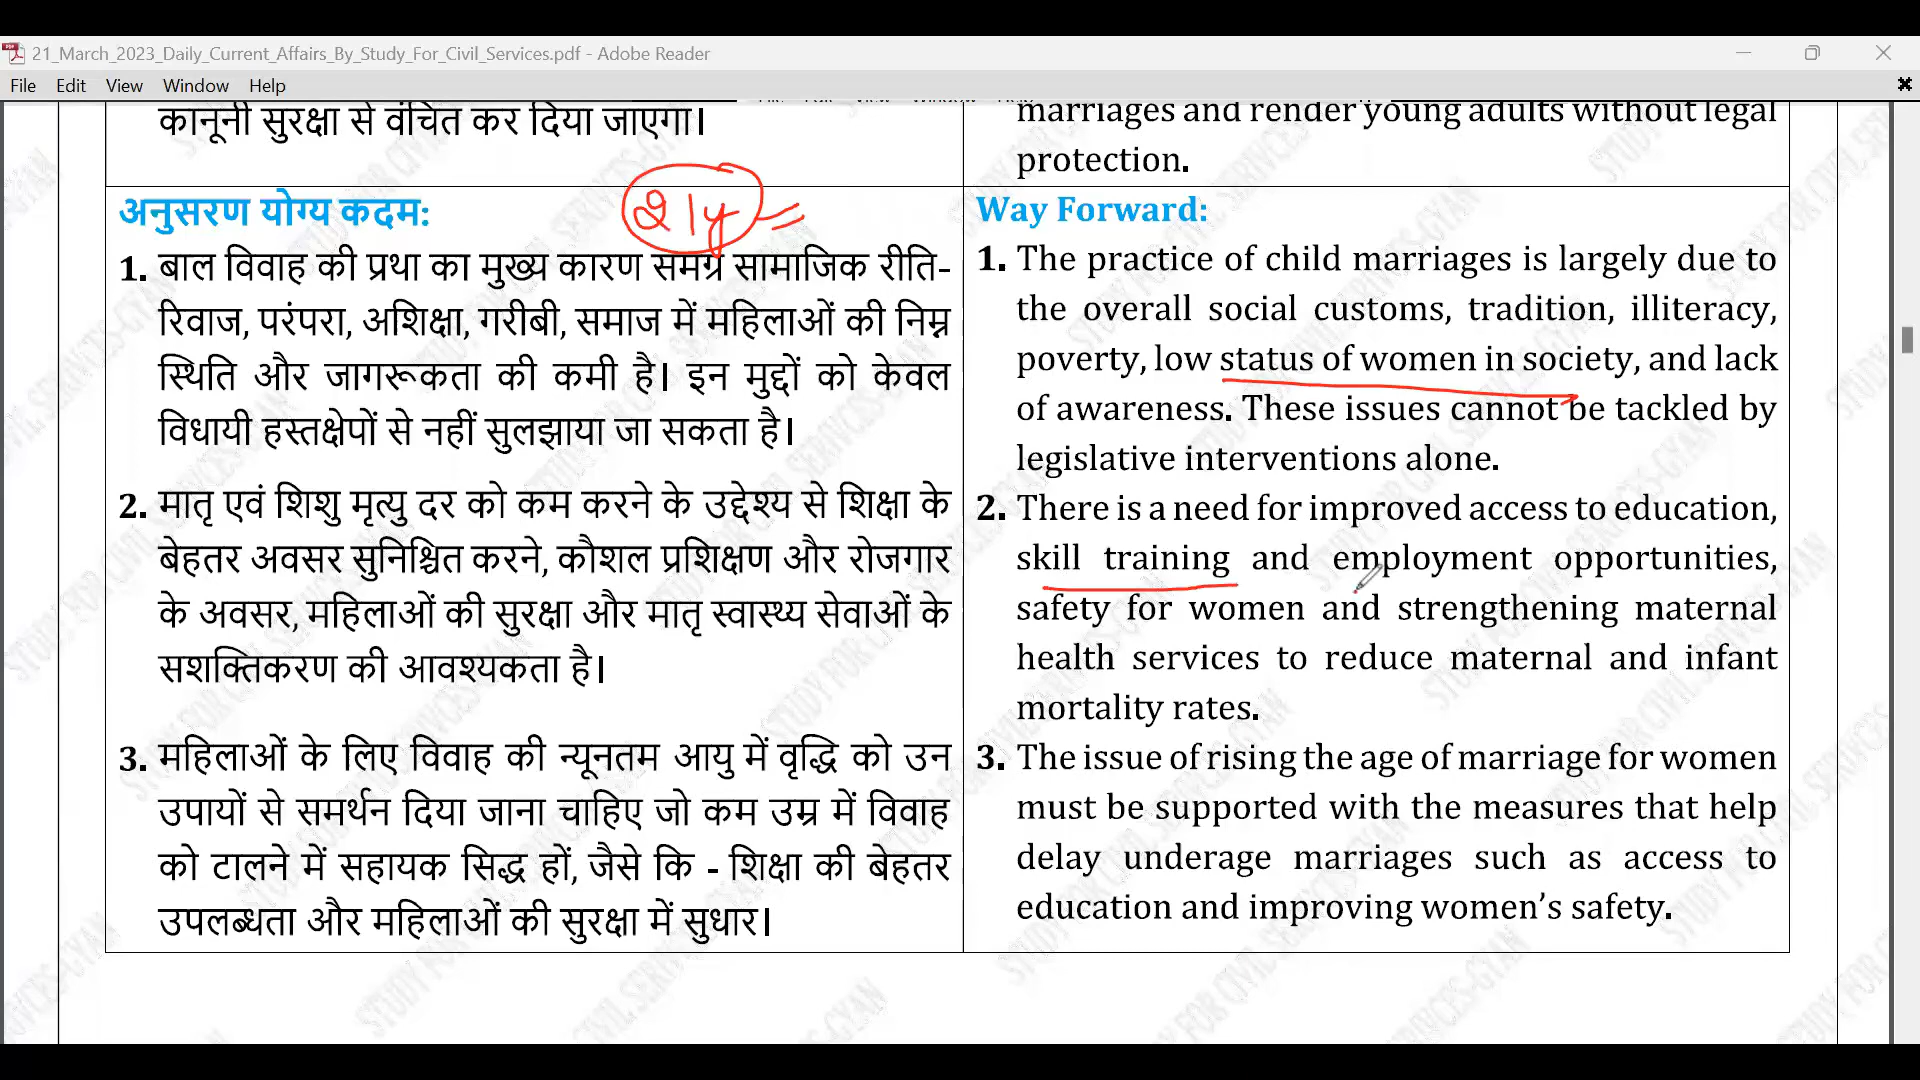 21_March_2023_Daily_Current_Affairs_By_Study_For_Civil_Services.pdf - Adobe Reader
File Edit View Window Help
कानूनी सुरक्षा से वंचित कर दिया जाएगा।
अनुसरण योग्य कदम:
21y
1. बाल विवाह की प्रथा का मुख्य कारण समग्र सामाजिक रीति-
रिवाज, परंपरा, अशिक्षा, गरीबी, समाज में महिलाओं की निम्न
स्थिति और जागरूकता की कमी है। इन मुद्दों को केवल
विधायी हस्तक्षेपों से नहीं सुलझाया जा सकता है।
2. मातृ एवं शिशु मृत्यु दर को कम करने के उद्देश्य से शिक्षा के
बेहतर अवसर सुनिश्चित करने, कौशल प्रशिक्षण और रोजगार
के अवसर, महिलाओं की सुरक्षा और मातृ स्वास्थ्य सेवाओं के
सशक्तिकरण की आवश्यकता है।
3. महिलाओं के लिए विवाह की न्यूनतम आयु में वृद्धि को उन
उपायों से समर्थन दिया जाना चाहिए जो कम उम्र में विवाह
को टालने में सहायक सिद्ध हों, जैसे कि - शिक्षा की बेहतर
उपलब्धता और महिलाओं की सुरक्षा में सुधार।
marriages and render young adults without legal
protection.
Way Forward:
1. The practice of child marriages is largely due to
the overall social customs, tradition, illiteracy,
poverty, low status of women in society, and lack
of awareness. These issues cannot be tackled by
legislative interventions alone.
2. There is a need for improved access to education,
skill training and employment opportunities,
safety for women and strengthening maternal
health services to reduce maternal and infant
mortality rates.
3. The issue of rising the age of marriage for women
must be supported with the measures that help
delay underage marriages such as access to
education and improving women's safety.